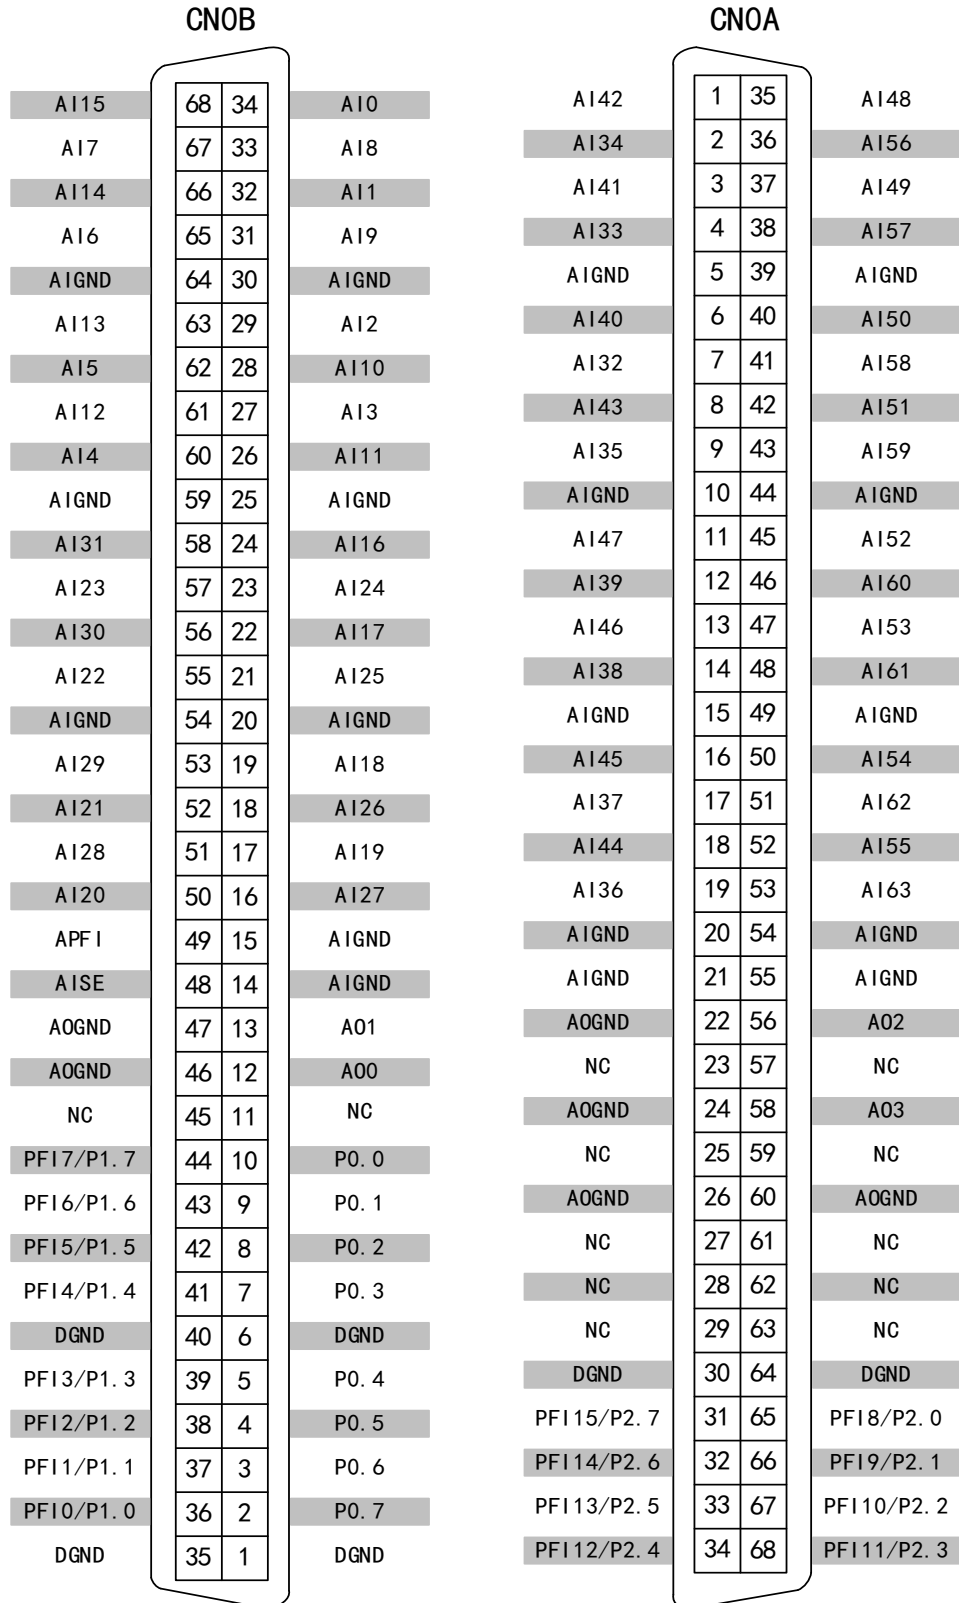 CN0B CN0A
AI15 68 34 AI0 AI42 1 35 AI48
AI7 67 33 AI8 AI34 2 36 AI56
AI14 66 32 AI1 AI41 3 37 AI49
AI6 65 31 AI9 AI33 4 38 AI57
AIGND 64 30 AIGND AIGND 5 39 AIGND
AI13 63 29 AI2 AI40 6 40 AI50
AI5 62 28 AI10 AI32 7 41 AI58
AI12 61 27 AI3 AI43 8 42 AI51
AI4 60 26 AI11 AI35 9 43 AI59
AIGND 59 25 AIGND AIGND 10 44 AIGND
AI31 58 24 AI16 AI47 11 45 AI52
AI23 57 23 AI24 AI39 12 46 AI60
AI30 56 22 AI17 AI46 13 47 AI53
AI22 55 21 AI25 AI38 14 48 AI61
AIGND 54 20 AIGND AIGND 15 49 AIGND
AI29 53 19 AI18 AI45 16 50 AI54
AI21 52 18 AI26 AI37 17 51 AI62
AI28 51 17 AI19 AI44 18 52 AI55
AI20 50 16 AI27 AI36 19 53 AI63
APFI 49 15 AIGND AIGND 20 54 AIGND
AISE 48 14 AIGND AIGND 21 55 AIGND
AOGND 47 13 AO1 AOGND 22 56 AO2
AOGND 46 12 AO0 NC 23 57 NC
NC 45 11 NC AOGND 24 58 AO3
PFI7/P1.7 44 10 P0.0 NC 25 59 NC
PFI6/P1.6 43 9 P0.1 AOGND 26 60 AOGND
PFI5/P1.5 42 8 P0.2 NC 27 61 NC
PFI4/P1.4 41 7 P0.3 NC 28 62 NC
DGND 40 6 DGND NC 29 63 NC
PFI3/P1.3 39 5 P0.4 DGND 30 64 DGND
PFI2/P1.2 38 4 P0.5 PFI15/P2.7 31 65 PFI8/P2.0
PFI1/P1.1 37 3 P0.6 PFI14/P2.6 32 66 PFI9/P2.1
PFI0/P1.0 36 2 P0.7 PFI13/P2.5 33 67 PFI10/P2.2
DGND 35 1 DGND PFI12/P2.4 34 68 PFI11/P2.3